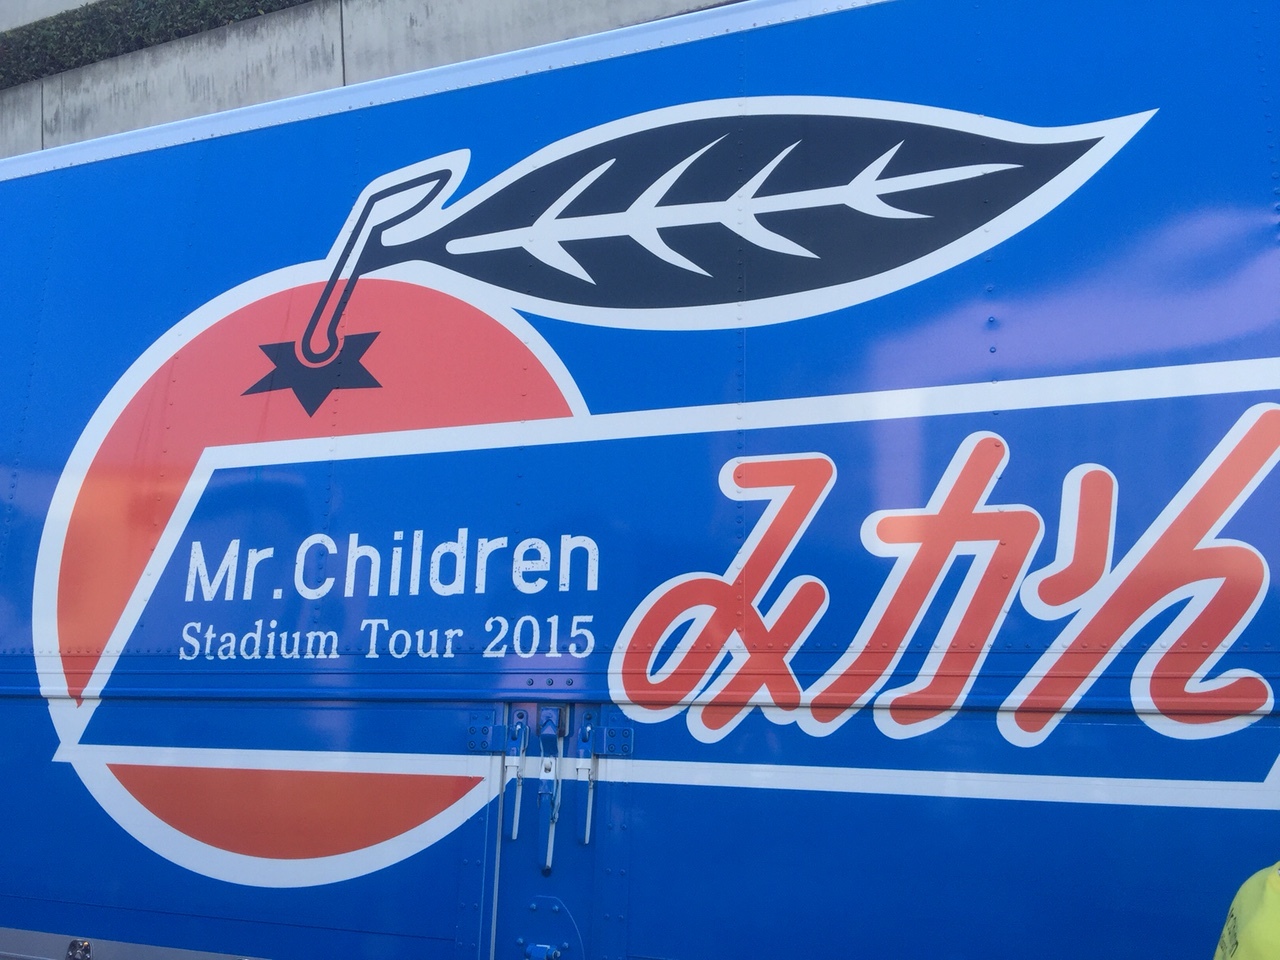 Mr.Children
Stadium Tour 2015
みかん